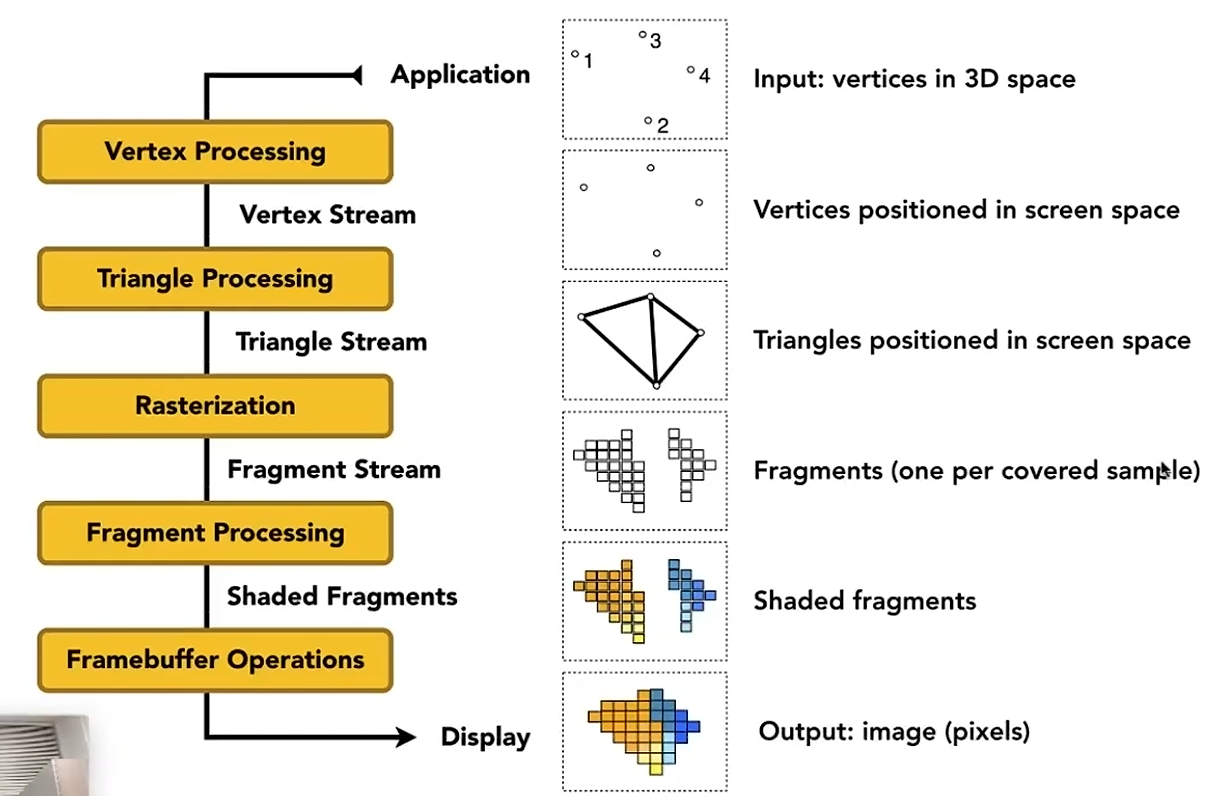 Application
Input: vertices in 3D space
1
3
4
2
Vertex Processing
Vertex Stream
Vertices positioned in screen space
Triangle Processing
Triangle Stream
Triangles positioned in screen space
Rasterization
Fragment Stream
Fragments (one per covered sample)
Fragment Processing
Shaded Fragments
Shaded fragments
Framebuffer Operations
Display
Output: image (pixels)